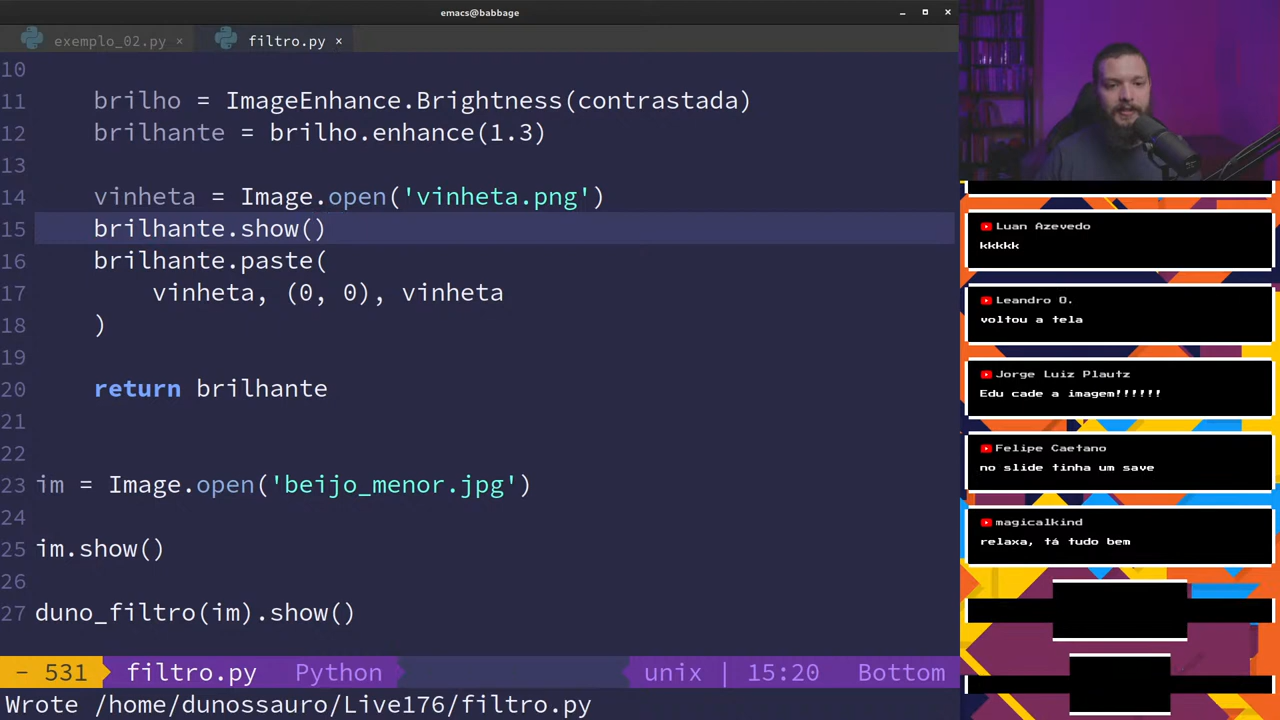 emacs@babbage
exemplo_02.py ×
filtro.py ×
10
11 brilho = ImageEnhance.Brightness(contrastada)
12 brilhante = brilho.enhance(1.3)
13
14 vinheta = Image.open('vinheta.png')
15 brilhante.show()
16 brilhante.paste(
17 vinheta, (0, 0), vinheta
18 )
19
20 return brilhante
21
22
23 im = Image.open('beijo_menor.jpg')
24
25 im.show()
26
27 duno_filtro(im).show()
- 531 filtro.py Python unix | 15:20 Bottom
Wrote /home/dunossauro/Live176/filtro.py
Luan Azevedo
kkkkk
Leandro O.
voltou a tela
Jorge Luiz Plautz
Edu cade a imagem!!!!!!
Felipe Caetano
no slide tinha um save
magicalkind
relaxa, tá tudo bem